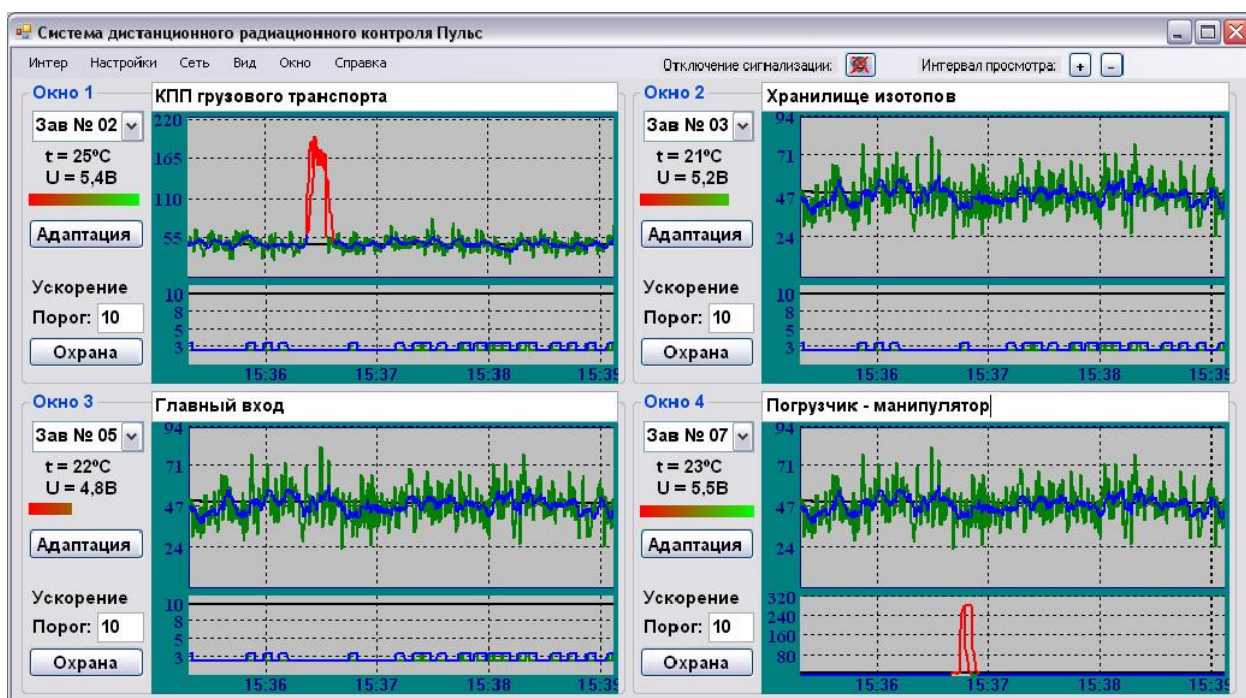 Система дистанционного радиационного контроля Пульс
Интер Настройки Сеть Вид Окно Справка Отключение сигнализации: Интервал просмотра: + -
Окно 1
КПП грузового транспорта
Зав № 02
t = 25ºC
U = 5,4В
Адаптация
Ускорение
Порог: 10
Охрана
220
165
110
55
10
8
5
3
15:36 15:37 15:38 15:39
Окно 2
Хранилище изотопов
Зав № 03
t = 21ºC
U = 5,2В
Адаптация
Ускорение
Порог: 10
Охрана
94
71
47
24
10
8
5
3
15:36 15:37 15:38 15:39
Окно 3
Главный вход
Зав № 05
t = 22ºC
U = 4,8В
Адаптация
Ускорение
Порог: 10
Охрана
94
71
47
24
10
8
5
3
15:36 15:37 15:38 15:39
Окно 4
Погрузчик - манипулятор
Зав № 07
t = 23ºC
U = 5,5В
Адаптация
Ускорение
Порог: 10
Охрана
94
71
47
24
320
240
160
80
15:36 15:37 15:38 15:39